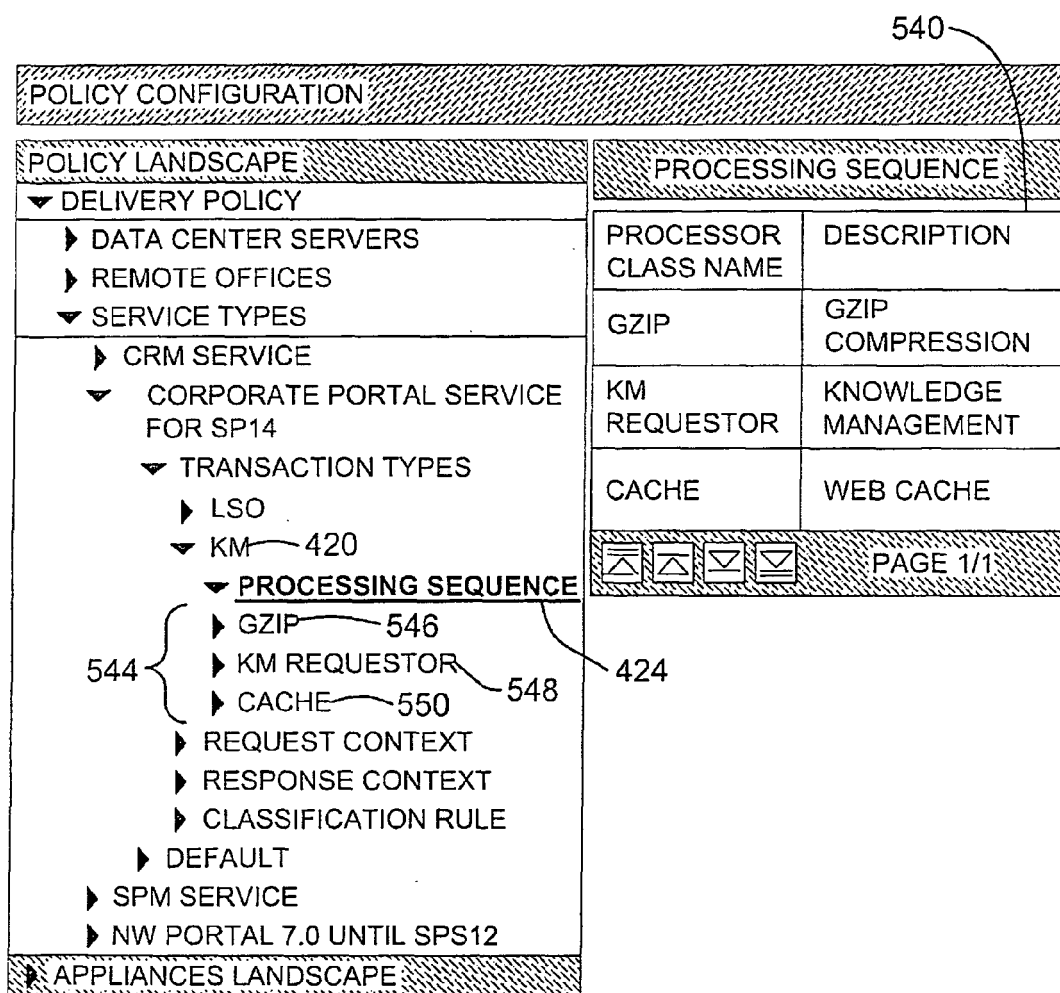 540
POLICY CONFIGURATION
POLICY LANDSCAPE
DELIVERY POLICY
DATA CENTER SERVERS
REMOTE OFFICES
SERVICE TYPES
CRM SERVICE
CORPORATE PORTAL SERVICE
FOR SP14
TRANSACTION TYPES
LSO
KM 420
PROCESSING SEQUENCE
424
544
GZIP 546
KM REQUESTOR 548
CACHE 550
REQUEST CONTEXT
RESPONSE CONTEXT
CLASSIFICATION RULE
DEFAULT
SPM SERVICE
NW PORTAL 7.0 UNTIL SPS12
APPLIANCES LANDSCAPE
PROCESSING SEQUENCE
PROCESSOR CLASS NAME DESCRIPTION
GZIP GZIP COMPRESSION
KM REQUESTOR KNOWLEDGE MANAGEMENT
CACHE WEB CACHE
PAGE 1/1